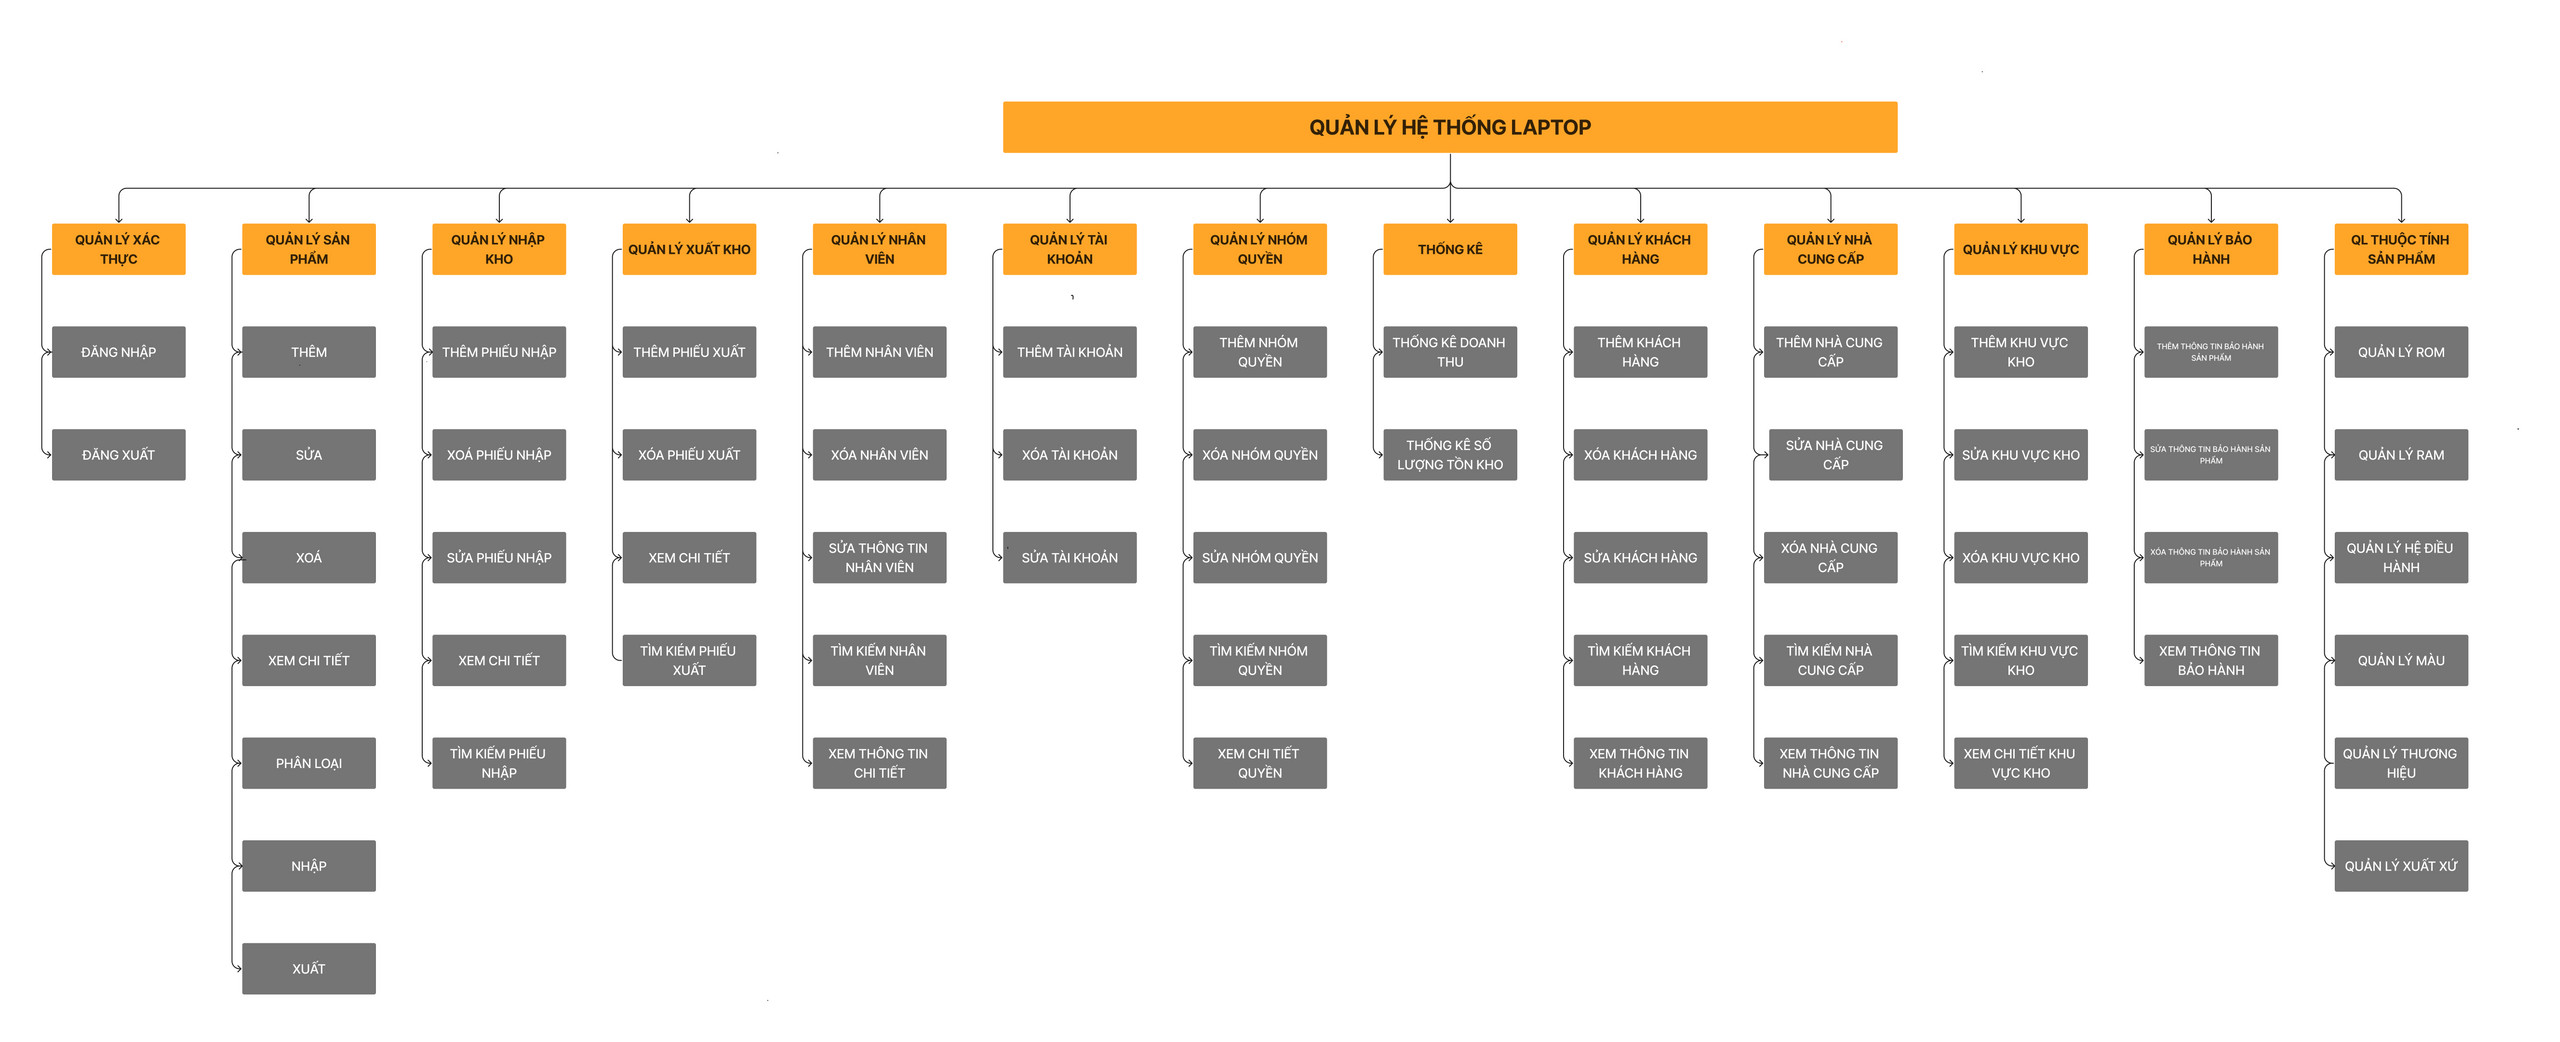 QUẢN LÝ HỆ THỐNG LAPTOP
QUẢN LÝ XÁC
THỰC
ĐĂNG NHẬP
ĐĂNG XUẤT
QUẢN LÝ SẢN
PHẨM
THÊM
SỬA
XOÁ
XEM CHI TIẾT
PHÂN LOẠI
NHẬP
XUẤT
QUẢN LÝ NHẬP
KHO
THÊM PHIẾU NHẬP
XOÁ PHIẾU NHẬP
SỬA PHIẾU NHẬP
XEM CHI TIẾT
TÌM KIẾM PHIẾU
NHẬP
QUẢN LÝ XUẤT KHO
THÊM PHIẾU XUẤT
XÓA PHIẾU XUẤT
XEM CHI TIẾT
TÌM KIÉM PHIẾU
XUẤT
QUẢN LÝ NHÂN
VIÊN
THÊM NHÂN VIÊN
XÓA NHÂN VIÊN
SỬA THÔNG TIN
NHÂN VIÊN
TÌM KIẾM NHÂN
VIÊN
XEM THÔNG TIN
CHI TIẾT
QUẢN LÝ TÀI
KHOẢN
THÊM TÀI KHOẢN
XÓA TÀI KHOẢN
SỬA TÀI KHOẢN
QUẢN LÝ NHÓM
QUYỀN
THÊM NHÓM
QUYỀN
XÓA NHÓM QUYỀN
SỬA NHÓM QUYỀN
TÌM KIẾM NHÓM
QUYỀN
XEM CHI TIẾT
QUYỀN
THỐNG KÊ
THỐNG KÊ DOANH
THU
THỐNG KÊ SỐ
LƯỢNG TỒN KHO
QUẢN LÝ KHÁCH
HÀNG
THÊM KHÁCH
HÀNG
XÓA KHÁCH HÀNG
SỬA KHÁCH HÀNG
TÌM KIẾM KHÁCH
HÀNG
XEM THÔNG TIN
KHÁCH HÀNG
QUẢN LÝ NHÀ
CUNG CẤP
THÊM NHÀ CUNG
CẤP
SỬA NHÀ CUNG
CẤP
XÓA NHÀ CUNG
CẤP
TÌM KIẾM NHÀ
CUNG CẤP
XEM THÔNG TIN
NHÀ CUNG CẤP
QUẢN LÝ KHU VỰC
THÊM KHU VỰC
KHO
SỬA KHU VỰC KHO
XÓA KHU VỰC KHO
TÌM KIẾM KHU VỰC
KHO
XEM CHI TIẾT KHU
VỰC KHO
QUẢN LÝ BẢO
HÀNH
THÊM THÔNG TIN BẢO HÀNH
SẢN PHẨM
SỬA THÔNG TIN BẢO HÀNH SẢN
PHẨM
XÓA THÔNG TIN BẢO HÀNH SẢN
PHẨM
XEM THÔNG TIN
BẢO HÀNH
QL THUỘC TÍNH
SẢN PHẨM
QUẢN LÝ ROM
QUẢN LÝ RAM
QUẢN LÝ HỆ ĐIỀU
HÀNH
QUẢN LÝ MÀU
QUẢN LÝ THƯƠNG
HIỆU
QUẢN LÝ XUẤT XỨ